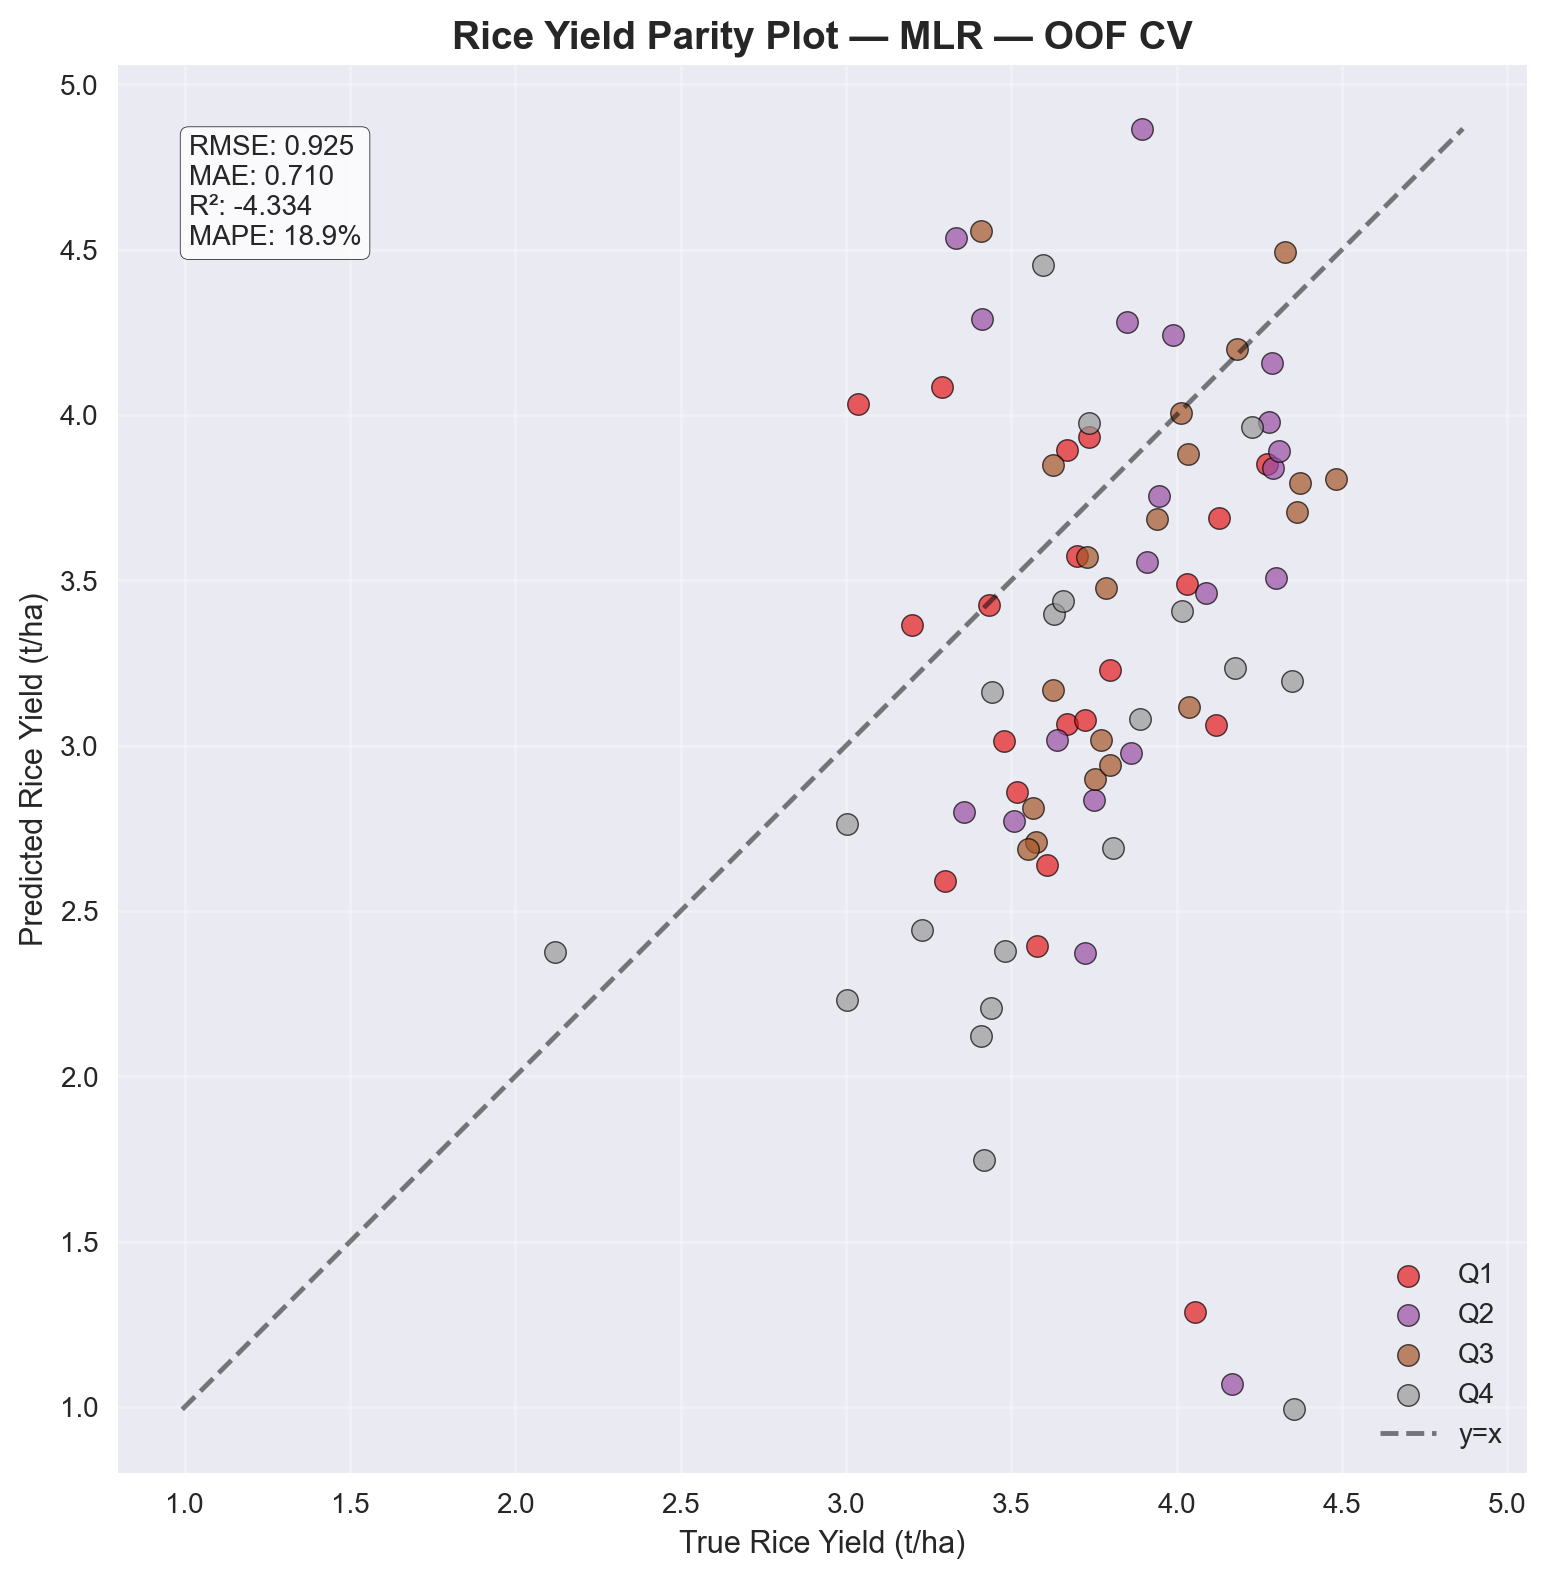 Rice Yield Parity Plot — MLR — OOF CV
5.0
4.5
4.0
3.5
3.0
2.5
2.0
1.5
1.0
Predicted Rice Yield (t/ha)
RMSE: 0.925
MAE: 0.710
R²: -4.334
MAPE: 18.9%
Q1
Q2
Q3
Q4
y=x
1.0 1.5 2.0 2.5 3.0 3.5 4.0 4.5 5.0
True Rice Yield (t/ha)